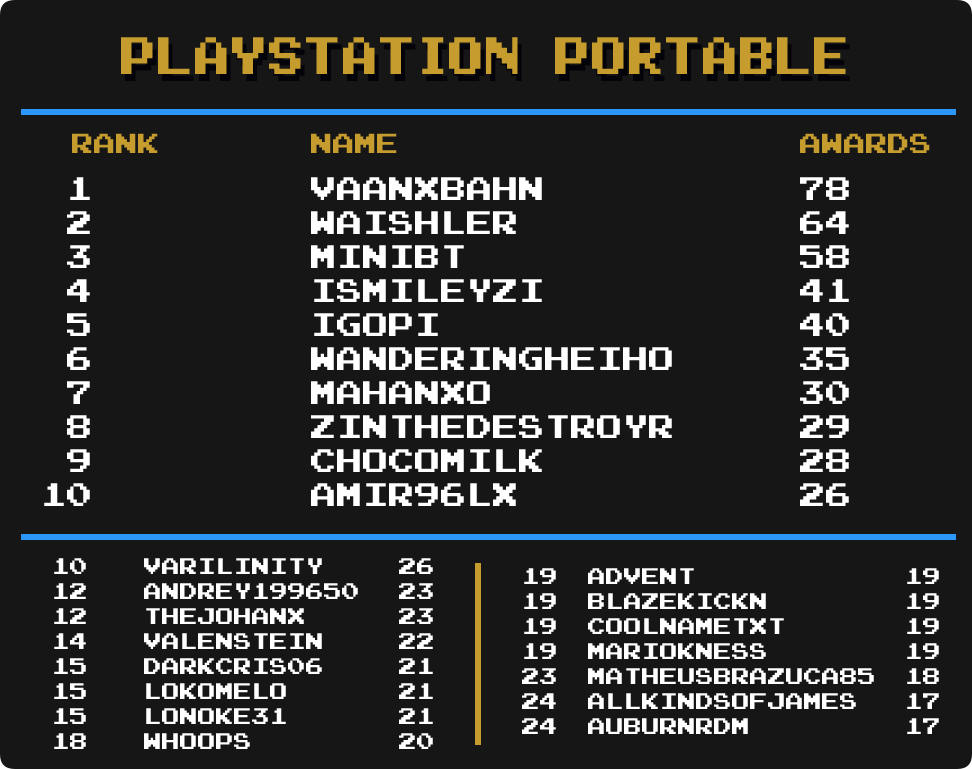 PLAYSTATION PORTABLE
RANK NAME AWARDS
1 VAANXBAHN 78
2 WAISHLER 64
3 MINIBT 58
4 ISMILEYZI 41
5 IGOPI 40
6 WANDERINGHEIHO 35
7 MAHANXO 30
8 ZINTHEDESTROYR 29
9 CHOCOMILK 28
10 AMIR96LX 26
10 VARILINITY 26
12 ANDREY199650 23
12 THEJOHANX 23
14 VALENSTEIN 22
15 DARKCRIS06 21
15 LOKOMELO 21
15 LONOKE31 21
18 WHOOPS 20
19 ADVENT 19
19 BLAZEKICKN 19
19 COOLNAMETXT 19
19 MARIOKNESS 19
23 MATHEUSBRAZUCA85 18
24 ALLKINDSOFJAMES 17
24 AUBURNRDM 17